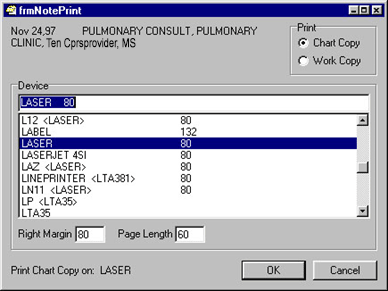 frmNotePrint
Nov 24,97 PULMONARY CONSULT, PULMONARY
CLINIC, Ten Cprsprovider, MS
Print
Chart Copy
Work Copy
Device
LASER 80
L12 <LASER> 80
LABEL 132
LASER 80
LASERJET 4SI 80
LAZ <LASER> 80
LINEPRINTER <LTA381> 80
LN11 <LASER> 80
LP <LTA35>
LTA35
Right Margin 80 Page Length 60
Print Chart Copy on: LASER
OK Cancel